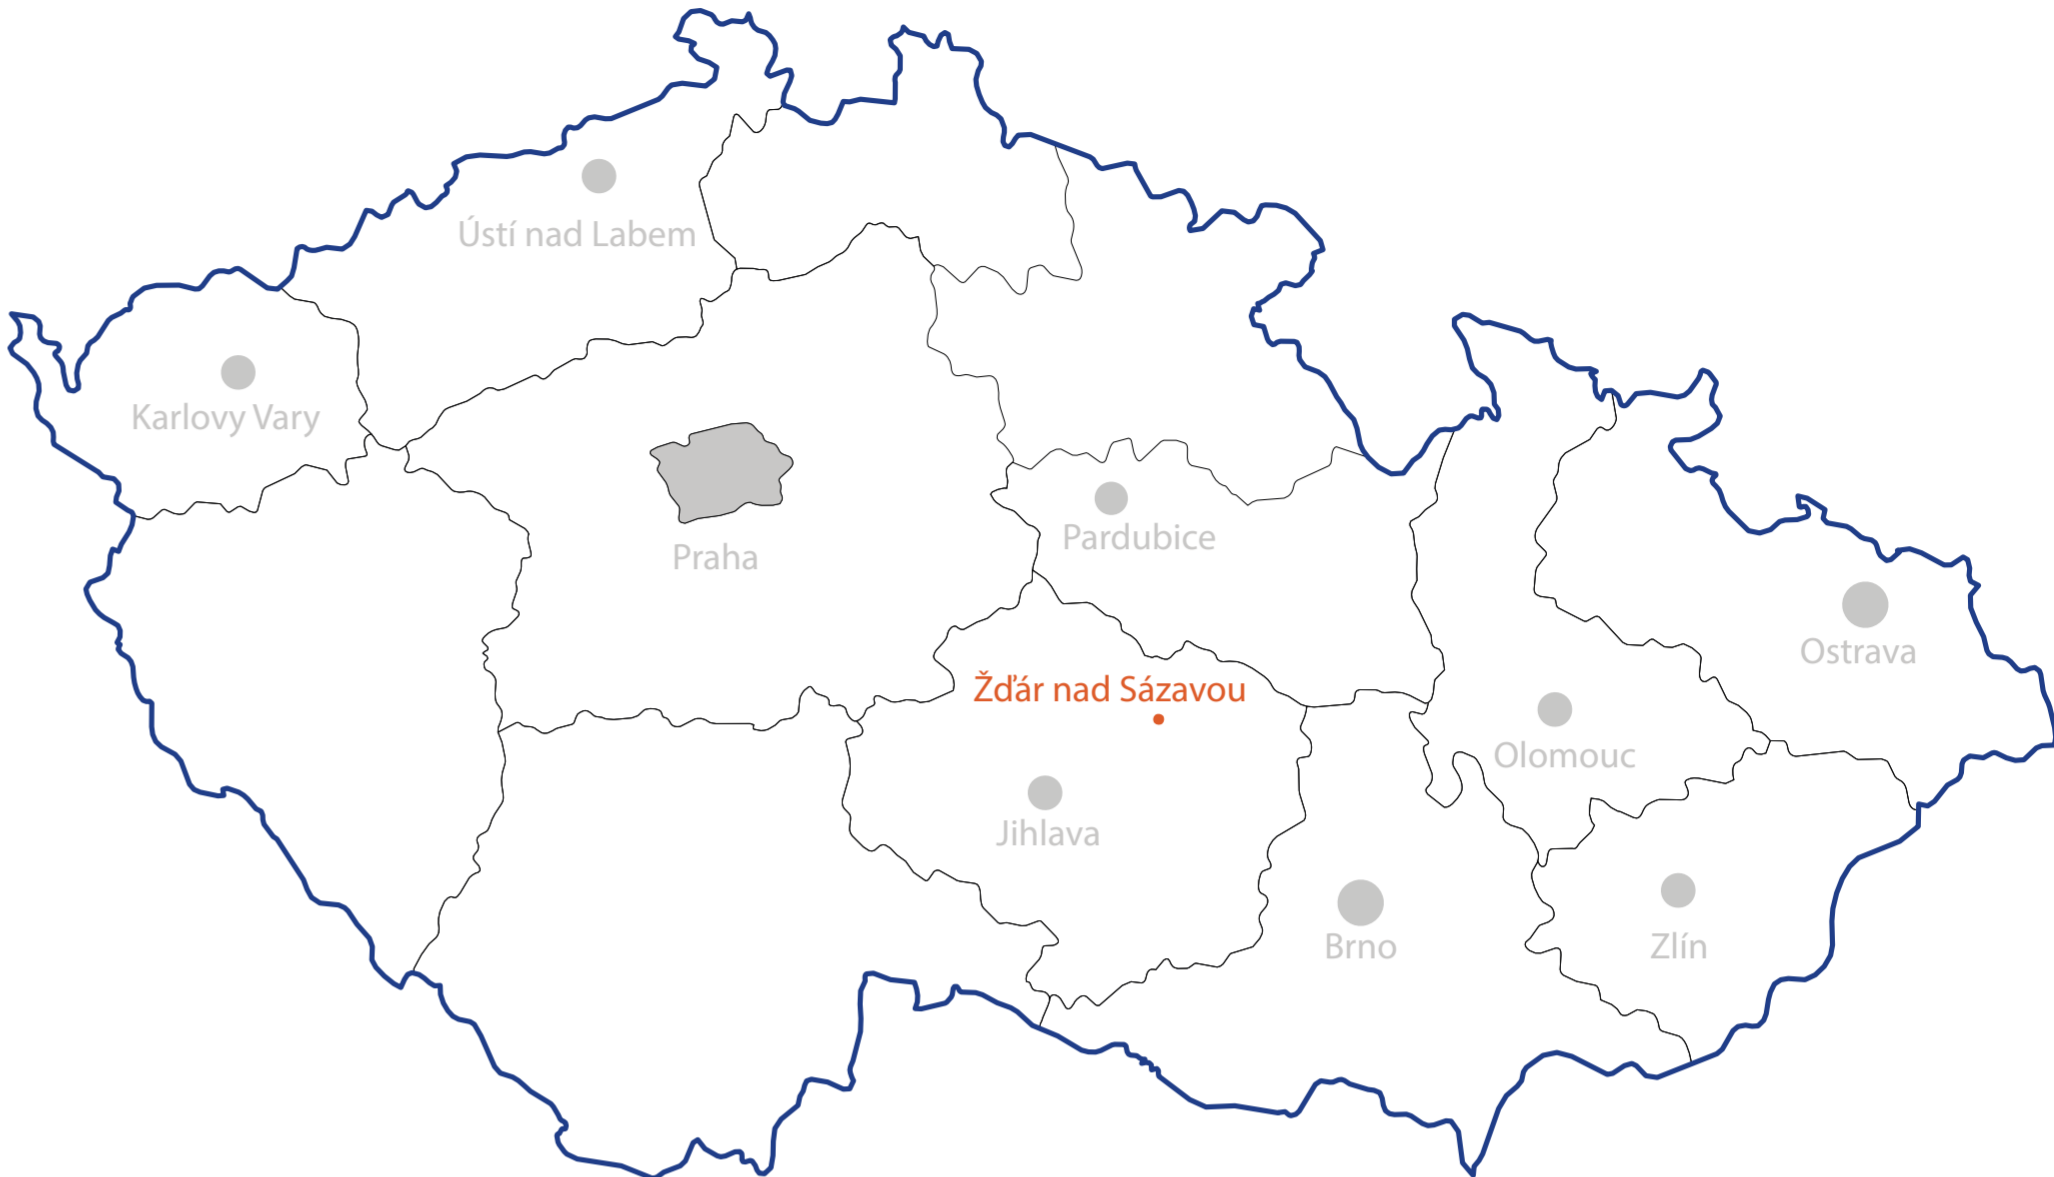 Ústí nad Labem
Karlovy Vary
Praha
Pardubice
Ostrava
Žďár nad Sázavou
Olomouc
Jihlava
Brno
Zlín